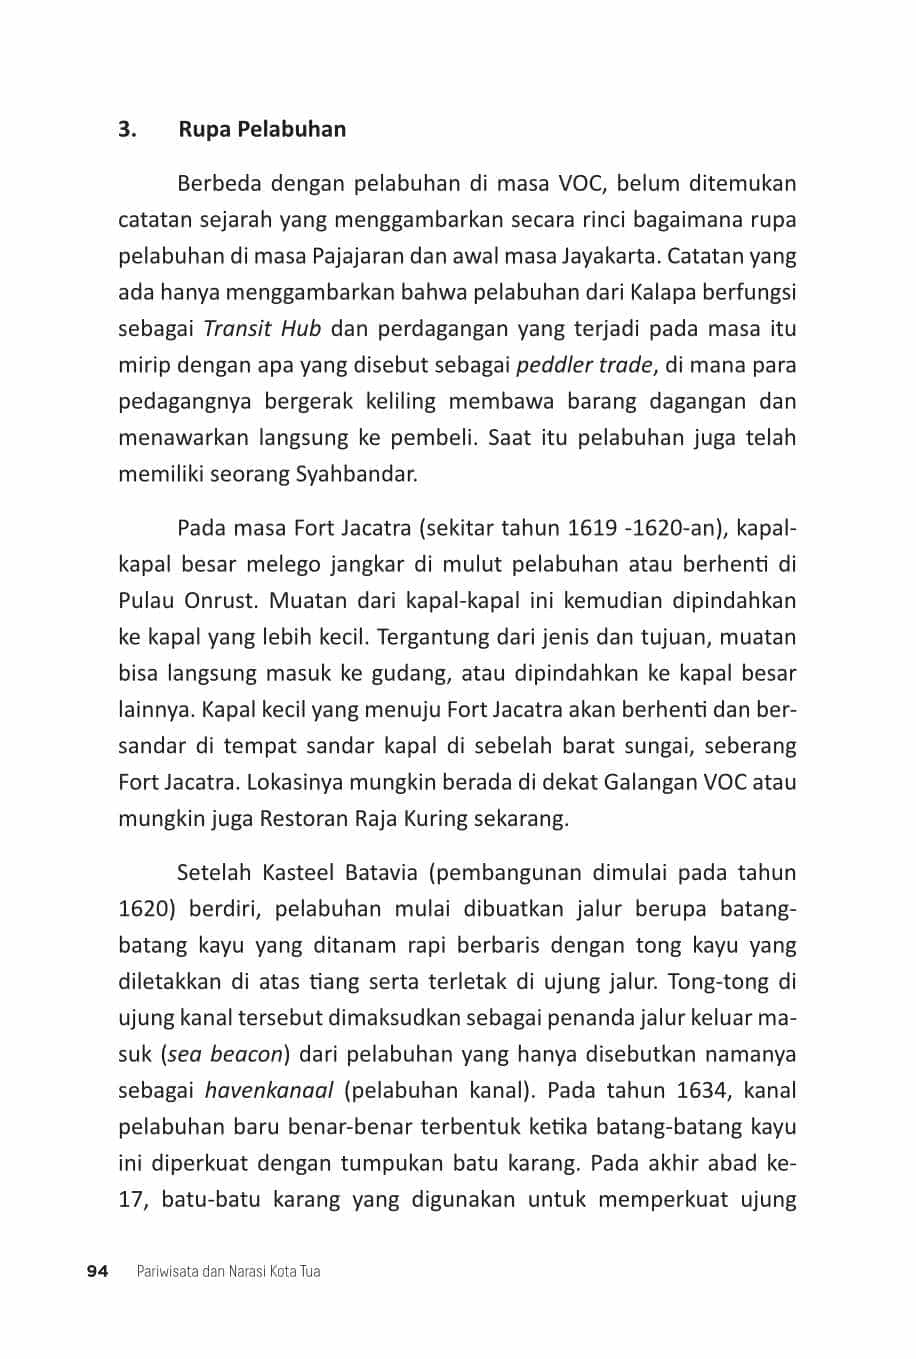 3. Rupa Pelabuhan
Berbeda dengan pelabuhan di masa VOC, belum ditemukan
catatan sejarah yang menggambarkan secara rinci bagaimana rupa
pelabuhan di masa Pajajaran dan awal masa Jayakarta. Catatan yang
ada hanya menggambarkan bahwa pelabuhan dari Kalapa berfungsi
sebagai Transit Hub dan perdagangan yang terjadi pada masa itu
mirip dengan apa yang disebut sebagai peddler trade, di mana para
pedagangnya bergerak keliling membawa barang dagangan dan
menawarkan langsung ke pembeli. Saat itu pelabuhan juga telah
memiliki seorang Syahbandar.
Pada masa Fort Jacatra (sekitar tahun 1619 -1620-an), kapal-
kapal besar melego jangkar di mulut pelabuhan atau berhenti di
Pulau Onrust. Muatan dari kapal-kapal ini kemudian dipindahkan
ke kapal yang lebih kecil. Tergantung dari jenis dan tujuan, muatan
bisa langsung masuk ke gudang, atau dipindahkan ke kapal besar
lainnya. Kapal kecil yang menuju Fort Jacatra akan berhenti dan ber-
sandar di tempat sandar kapal di sebelah barat sungai, seberang
Fort Jacatra. Lokasinya mungkin berada di dekat Galangan VOC atau
mungkin juga Restoran Raja Kuring sekarang.
Setelah Kasteel Batavia (pembangunan dimulai pada tahun
1620) berdiri, pelabuhan mulai dibuatkan jalur berupa batang-
batang kayu yang ditanam rapi berbaris dengan tong kayu yang
diletakkan di atas tiang serta terletak di ujung jalur. Tong-tong di
ujung kanal tersebut dimaksudkan sebagai penanda jalur keluar ma-
suk (sea beacon) dari pelabuhan yang hanya disebutkan namanya
sebagai havenkanaal (pelabuhan kanal). Pada tahun 1634, kanal
pelabuhan baru benar-benar terbentuk ketika batang-batang kayu
ini diperkuat dengan tumpukan batu karang. Pada akhir abad ke-
17, batu-batu karang yang digunakan untuk memperkuat ujung
94 Pariwisata dan Narasi Kota Tua